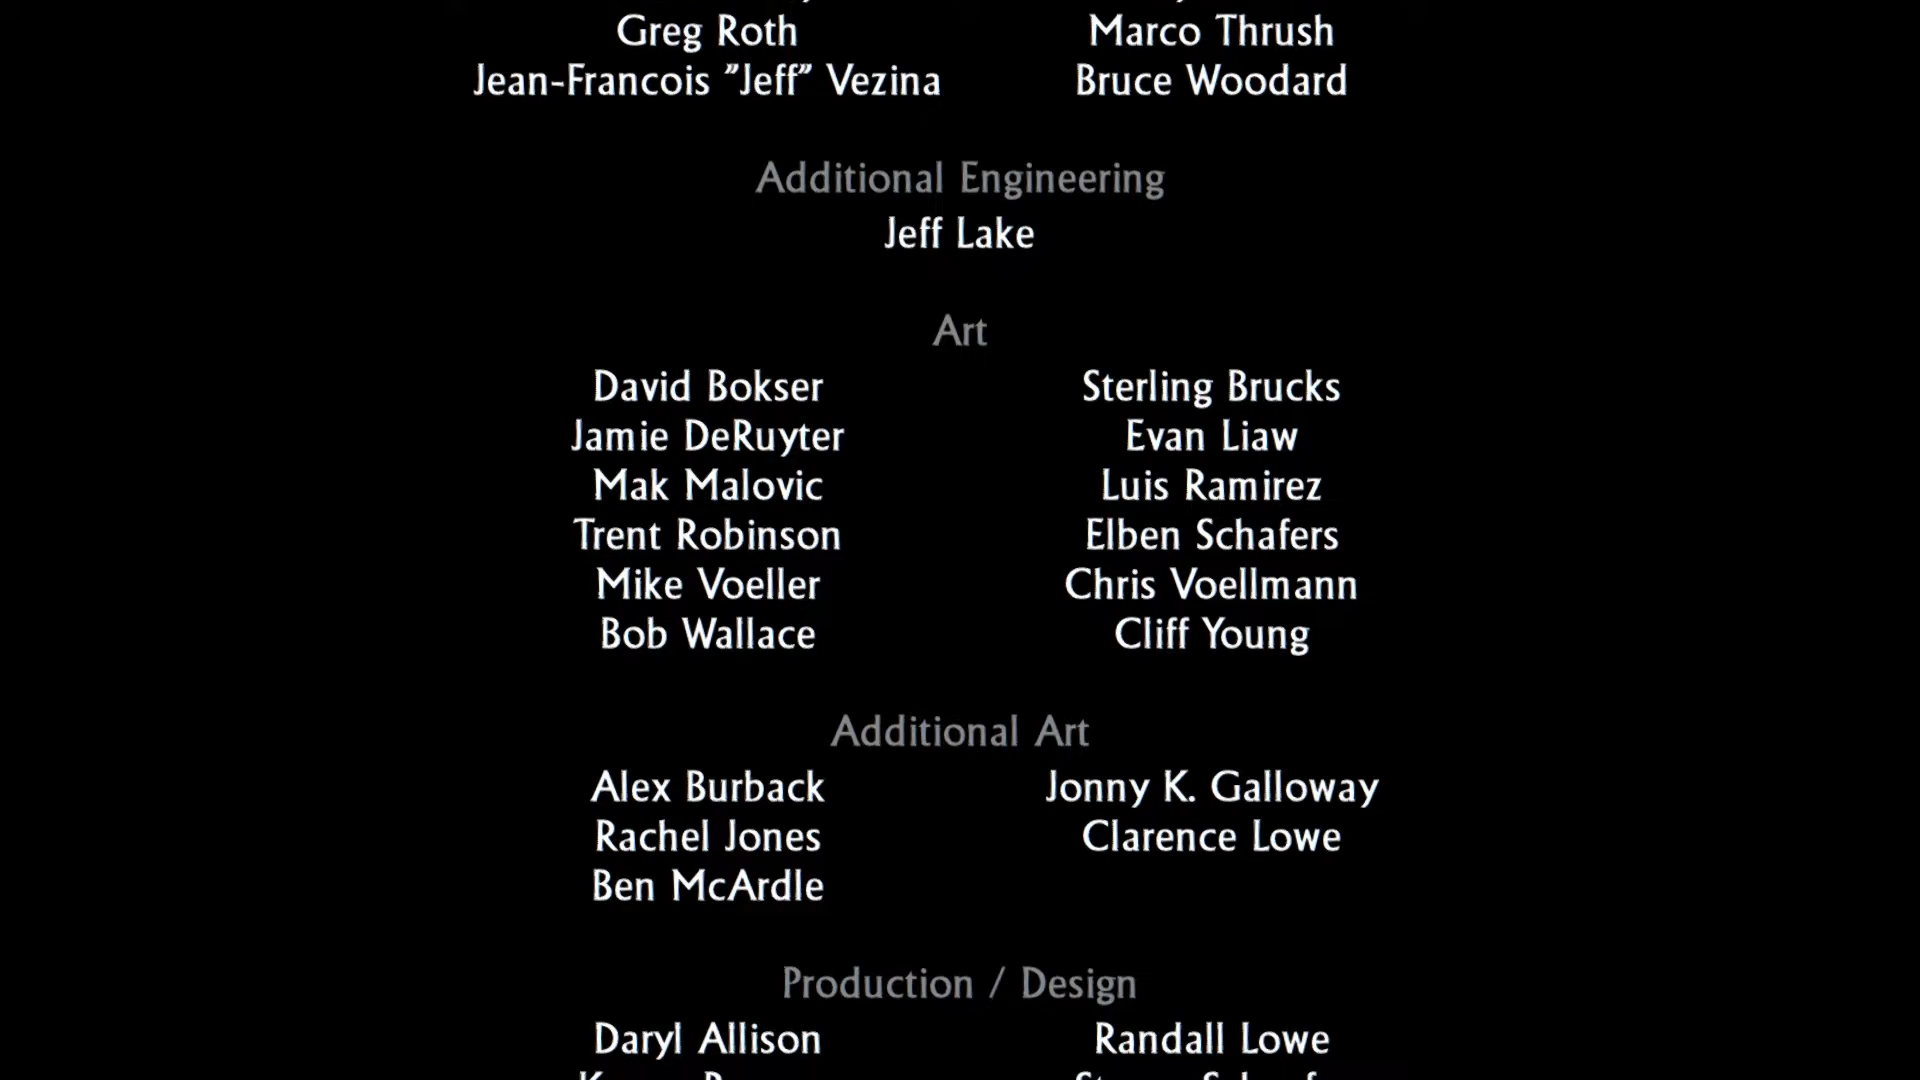 Greg Roth Marco Thrush
Jean-Francois "Jeff" Vezina Bruce Woodard
Additional Engineering
Jeff Lake
Art
David Bokser Sterling Brucks
Jamie DeRuyter Evan Liaw
Mak Malovic Luis Ramirez
Trent Robinson Elben Schafers
Mike Voeller Chris Voellmann
Bob Wallace Cliff Young
Additional Art
Alex Burback Jonny K. Galloway
Rachel Jones Clarence Lowe
Ben McArdle
Production / Design
Daryl Allison Randall Lowe